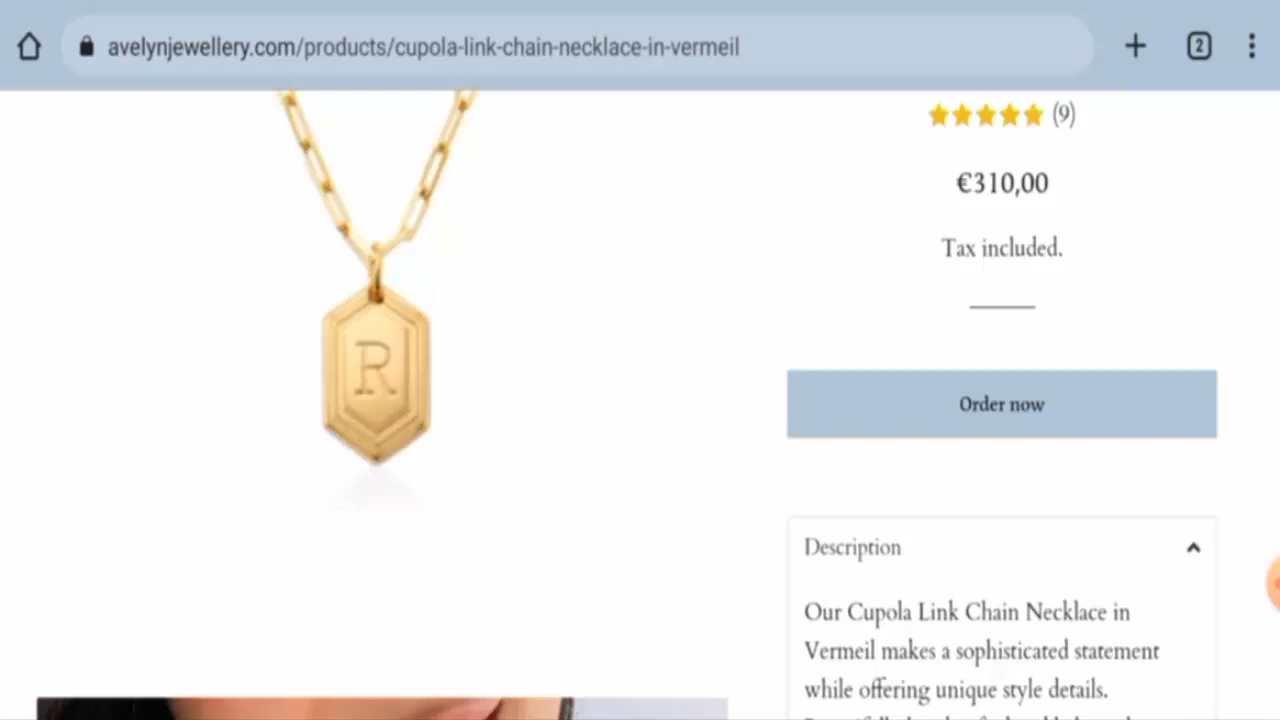 avelynjewellery.com/products/cupola-link-chain-necklace-in-vermeil
2
(9)
€310,00
Tax included.
R
Order now
Description
Our Cupola Link Chain Necklace in
Vermeil makes a sophisticated statement
while offering unique style details.